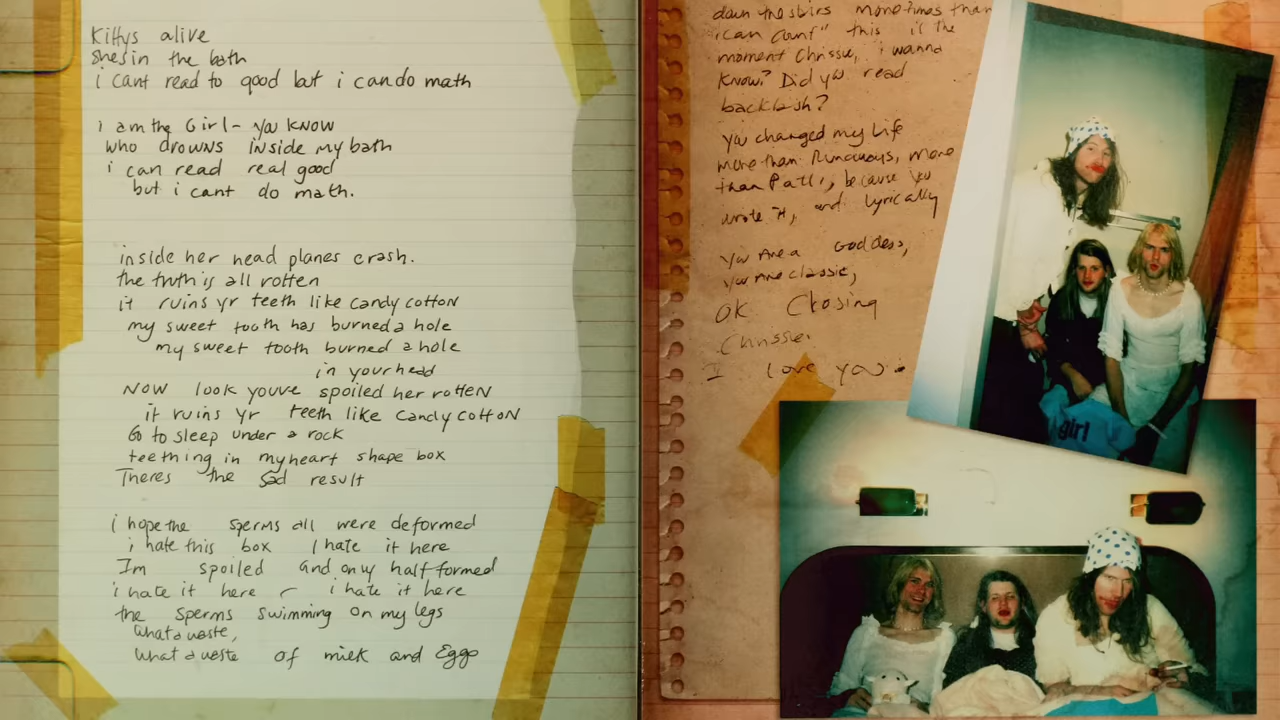 Kittys alive
shes in the bath
i cant read to good but i can do math
i am the Girl - you know
who drowns inside my bath
i can read real good
but i cant do math.
inside her head planes crash.
the truth is all rotten
it ruins yr teeth like candy cotton
my sweet tooth has burned a hole
my sweet tooth burned a hole
in your head
Now look youve spoiled her rotten
it ruins yr teeth like candy cotton
Go to sleep under a rock
teething in my heart shape box
Theres the sad result
i hope the sperms all were deformed
i hate this box I hate it here
Im spoiled and only half formed
i hate it here i hate it here
the sperms swimming on my legs
what a waste,
what a waste of milk and Eggs
down the stairs more times than
i can count" this is the
moment Chrissie, i wanna
know? Did you read
backlash?
You changed my Life
more than Runaways, more
than Patti, because you
wrote it, and lyrically
You Are a Goddess,
You Are classic,
OK Closing
Chrissie.
I love you.
girl